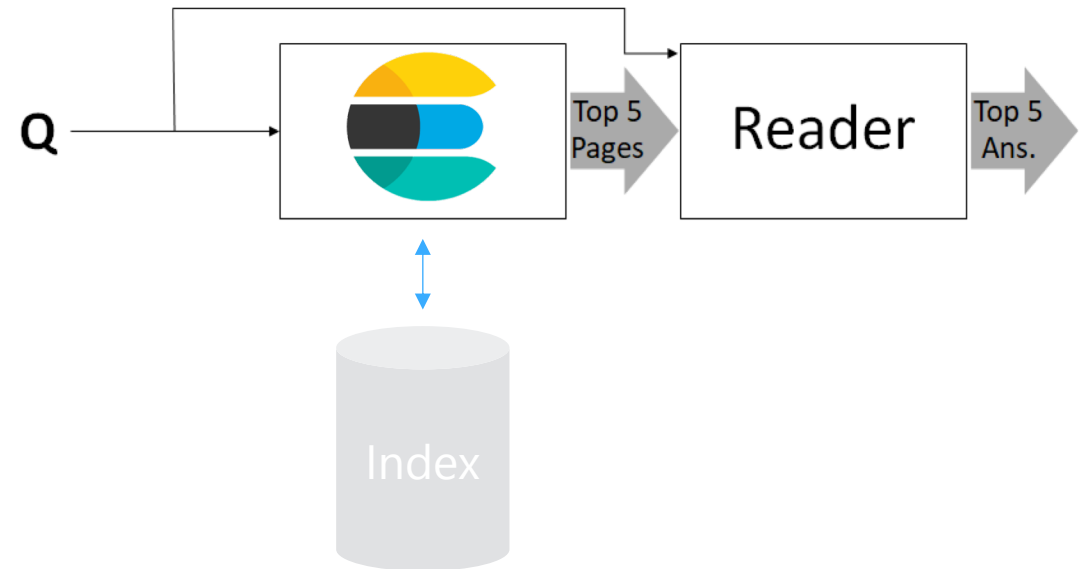 Q
Top 5
Pages
Reader
Top 5
Ans.
Index